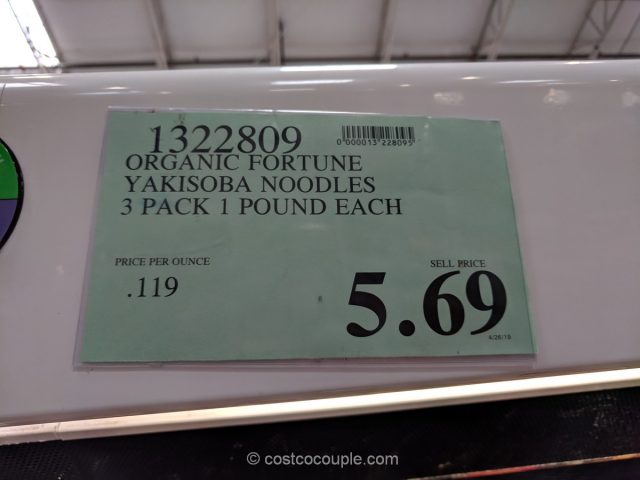 1322809
0"000013"228095"
ORGANIC FORTUNE
YAKISOBA NOODLES
3 PACK 1 POUND EACH
PRICE PER OUNCE
.119
SELL PRICE
5.69
4/26/19
© costcocouple.com